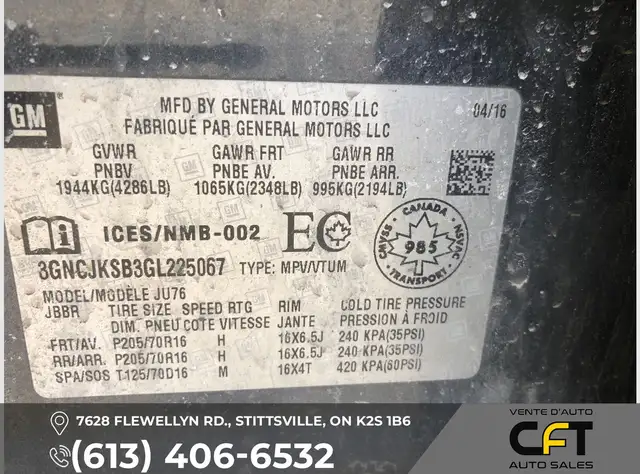 GM
MFD BY GENERAL MOTORS LLC 04/16
FABRIQUÉ PAR GENERAL MOTORS LLC
GVWR GAWR FRT GAWR RR
PNBV PNBE AV. PNBE ARR.
1944KG(4286LB) 1065KG(2348LB) 995KG(2194LB)
i ICES/NMB-002 EC
CANADA
CMVSS NSVAC
985
TRANSPORT
3GNCJKSB3GL225067 TYPE: MPV/VTUM
MODEL/MODÈLE JU76
JBBR TIRE SIZE SPEED RTG RIM COLD TIRE PRESSURE
DIM. PNEU COTE VITESSE JANTE PRESSION À FROID
FRT/AV. P205/70R16 H 16X6.5J 240 KPA(35PSI)
RR/ARR. P205/70R16 H 16X6.5J 240 KPA(35PSI)
SPA/SOS T125/70D16 M 16X4T 420 KPA(60PSI)
7628 FLEWELLYN RD., STITTSVILLE, ON K2S 1B6
(613) 406-6532
VENTE D'AUTO
CFT
AUTO SALES